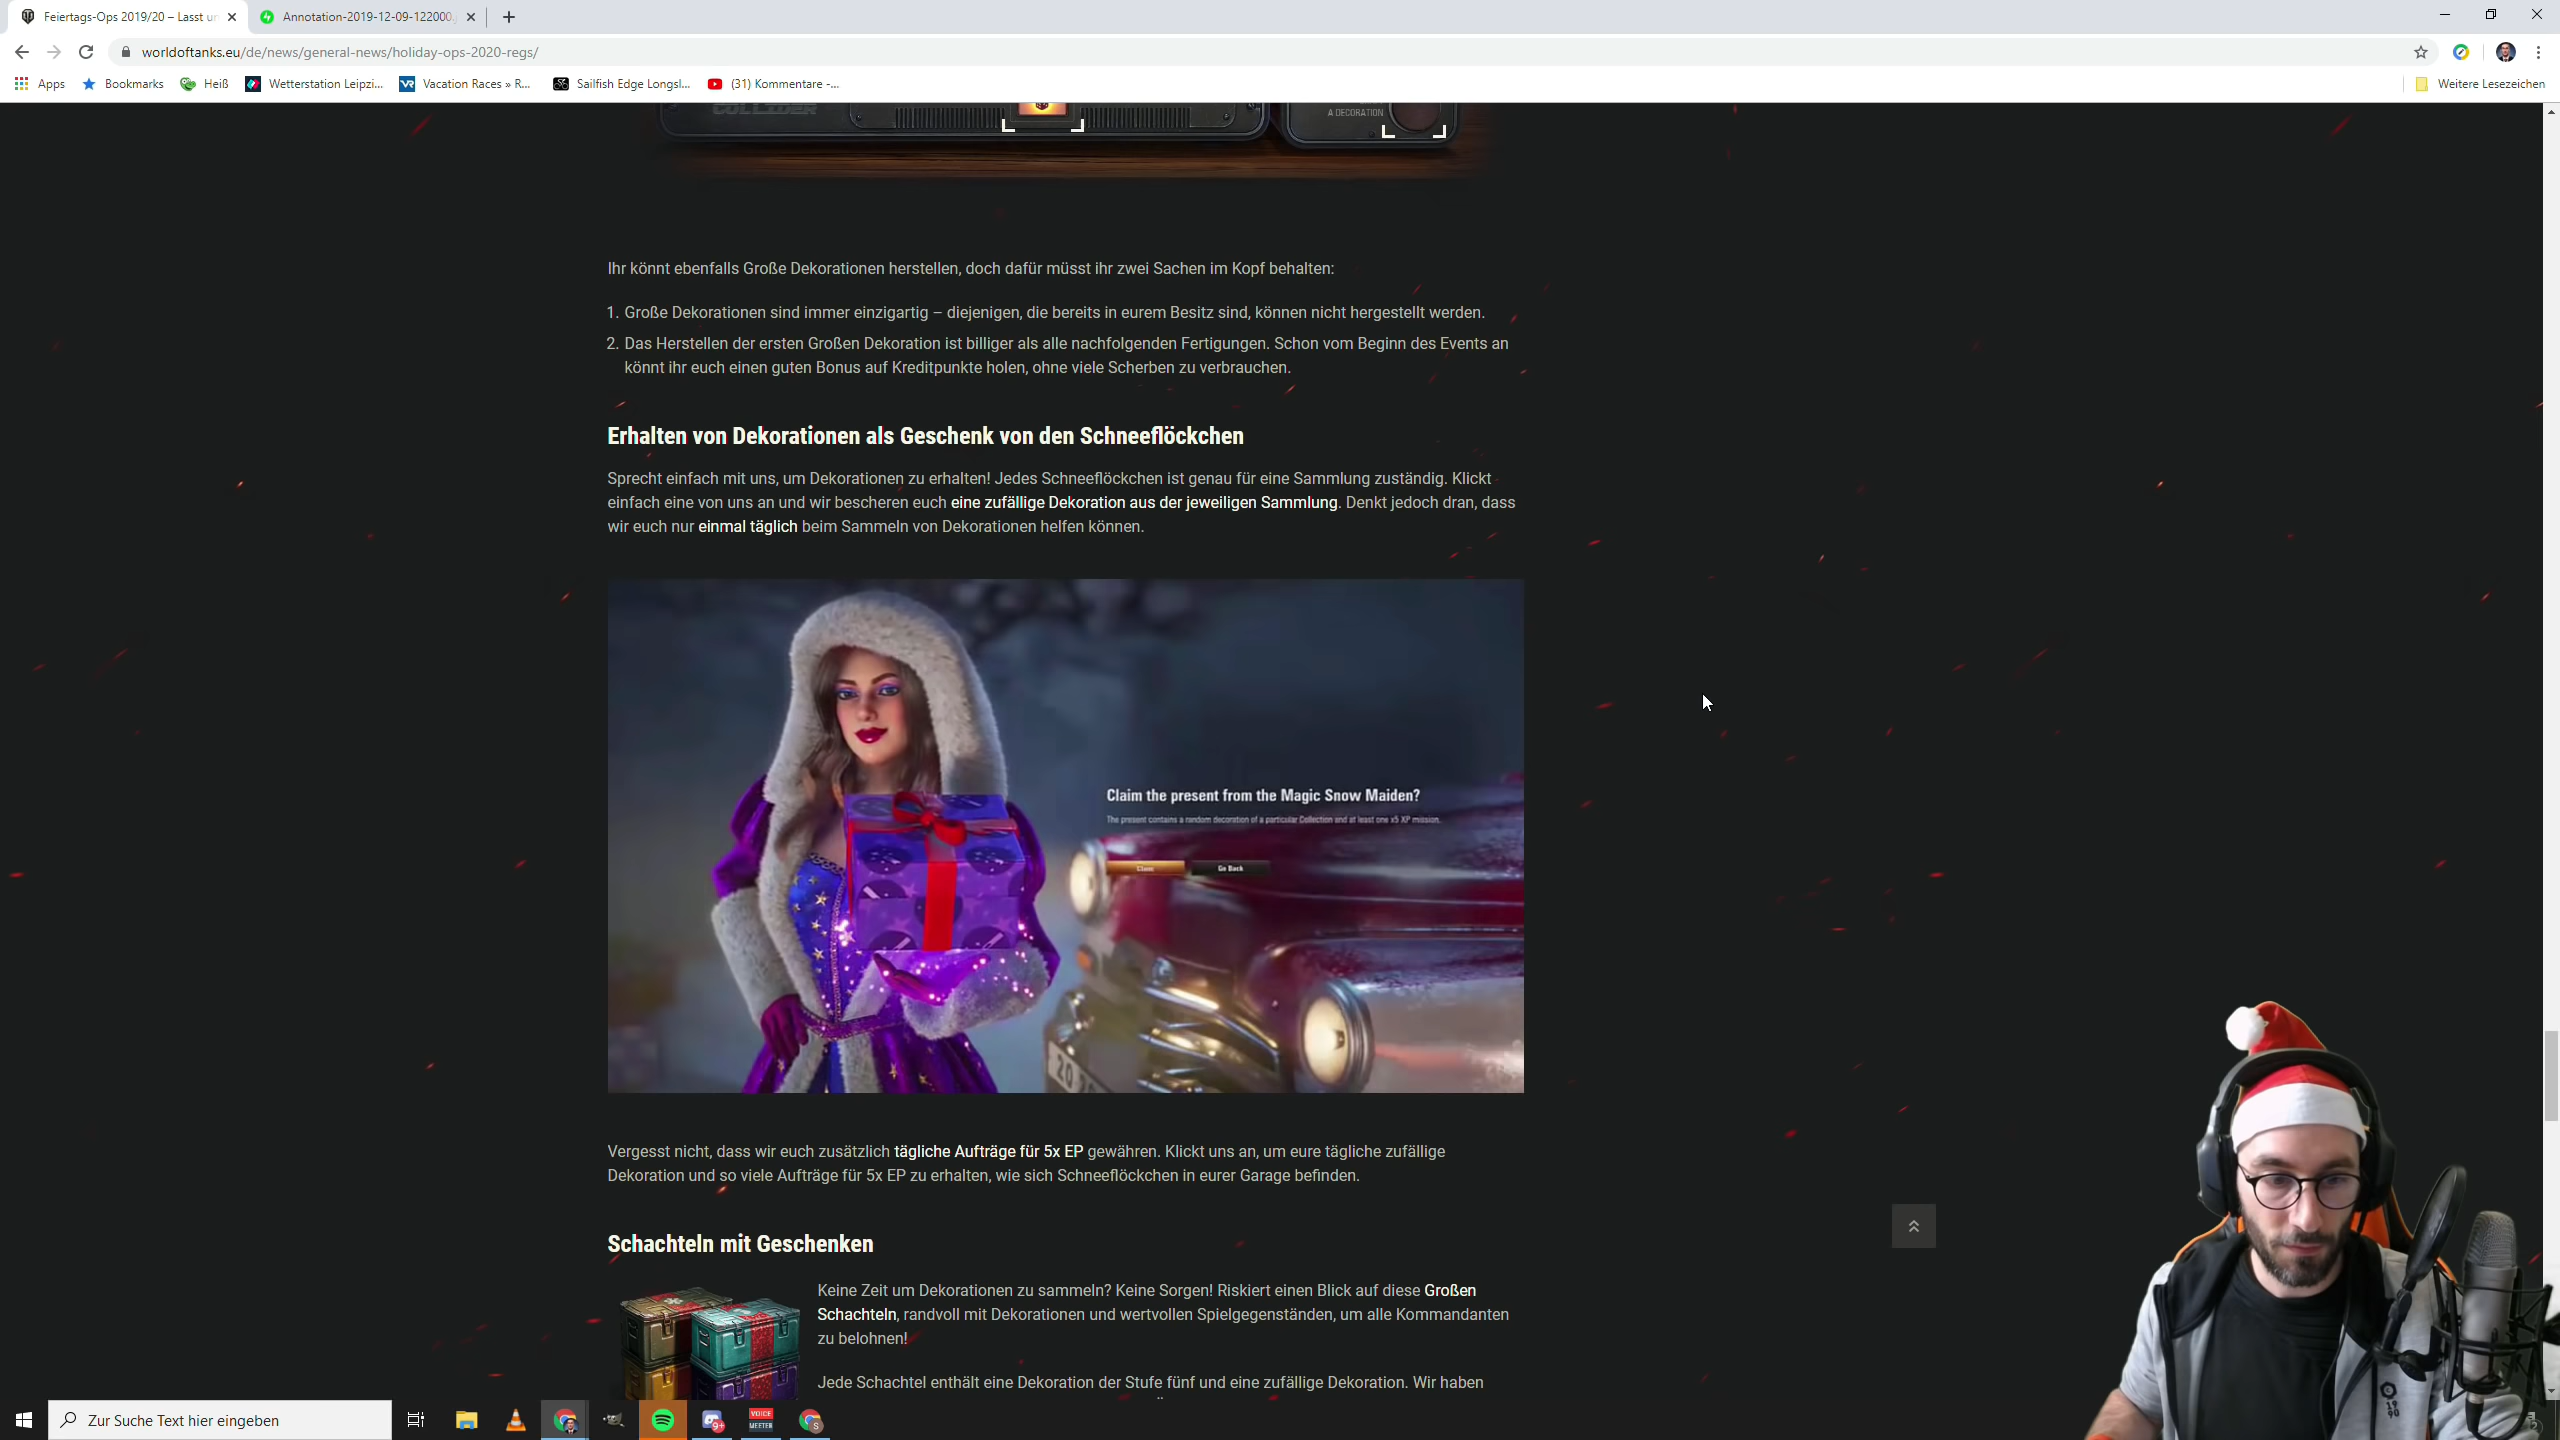 Feiertags-Ops 2019/20 – Lasst un
Annotation-2019-12-09-122000.
worldoftanks.eu/de/news/general-news/holiday-ops-2020-regs/
Apps
Bookmarks
Heiß
Wetterstation Leipzi...
Vacation Races » R...
Sailfish Edge Longsl...
(31) Kommentare -...
Weitere Lesezeichen
COLLIDER
A DECORATION
Ihr könnt ebenfalls Große Dekorationen herstellen, doch dafür müsst ihr zwei Sachen im Kopf behalten:
1. Große Dekorationen sind immer einzigartig – diejenigen, die bereits in eurem Besitz sind, können nicht hergestellt werden.
2. Das Herstellen der ersten Großen Dekoration ist billiger als alle nachfolgenden Fertigungen. Schon vom Beginn des Events an
könnt ihr euch einen guten Bonus auf Kreditpunkte holen, ohne viele Scherben zu verbrauchen.
Erhalten von Dekorationen als Geschenk von den Schneeflöckchen
Sprecht einfach mit uns, um Dekorationen zu erhalten! Jedes Schneeflöckchen ist genau für eine Sammlung zuständig. Klickt
einfach eine von uns an und wir bescheren euch eine zufällige Dekoration aus der jeweiligen Sammlung. Denkt jedoch dran, dass
wir euch nur einmal täglich beim Sammeln von Dekorationen helfen können.
Claim the present from the Magic Snow Maiden?
The present contains a random decoration of a particular Collection and at least one x5 XP mission.
Claim
Go Back
20 20
Vergesst nicht, dass wir euch zusätzlich tägliche Aufträge für 5x EP gewähren. Klickt uns an, um eure tägliche zufällige
Dekoration und so viele Aufträge für 5x EP zu erhalten, wie sich Schneeflöckchen in eurer Garage befinden.
Schachteln mit Geschenken
Keine Zeit um Dekorationen zu sammeln? Keine Sorgen! Riskiert einen Blick auf diese Großen
Schachteln, randvoll mit Dekorationen und wertvollen Spielgegenständen, um alle Kommandanten
zu belohnen!
Jede Schachtel enthält eine Dekoration der Stufe fünf und eine zufällige Dekoration. Wir haben
Zur Suche Text hier eingeben
9+
VOICE
MEETER
S
1990